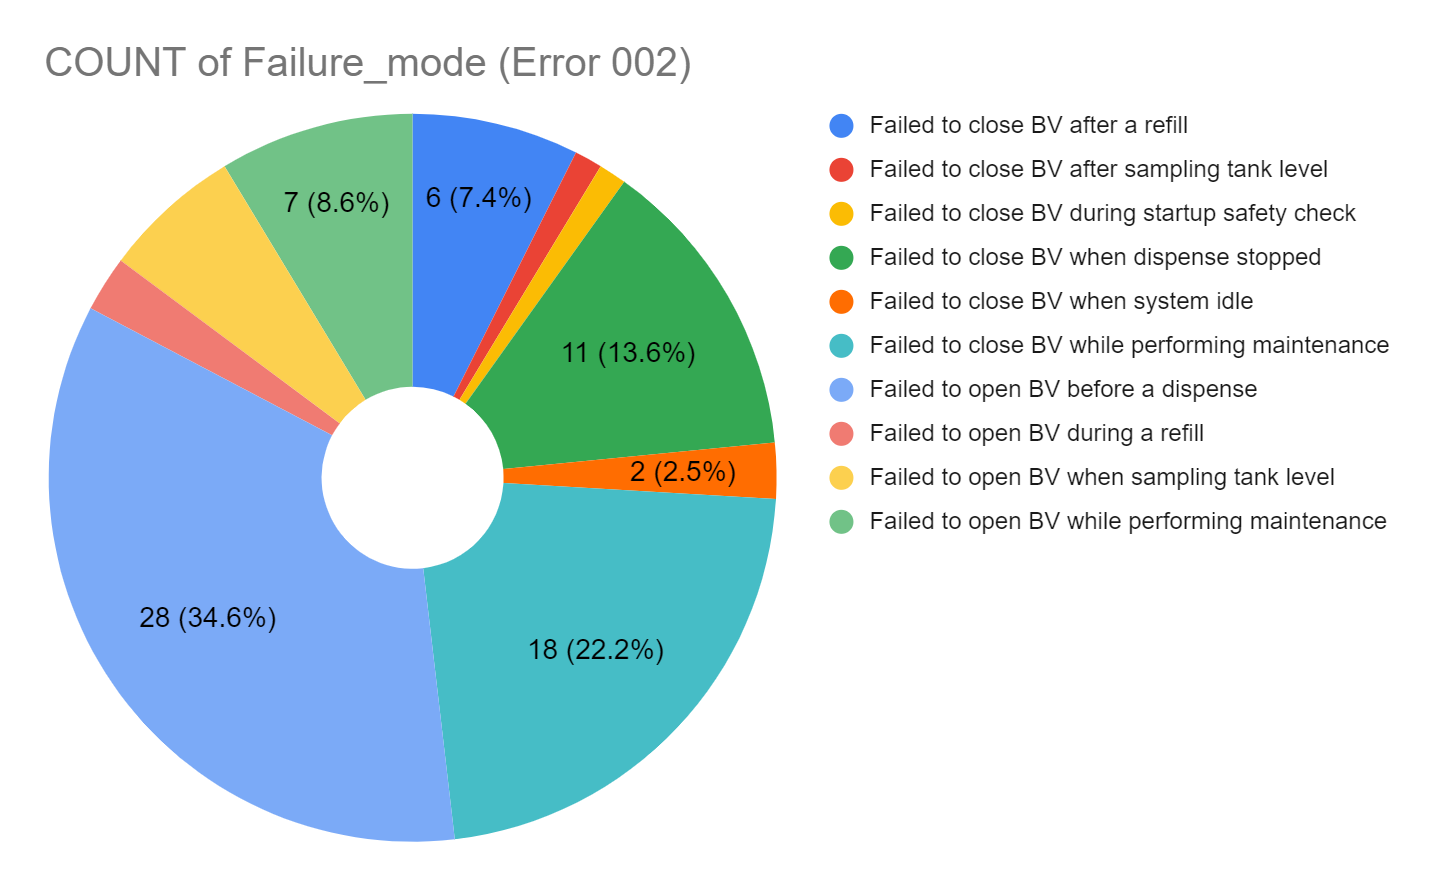 COUNT of Failure_mode (Error 002)
7 (8.6%)
6 (7.4%)
11 (13.6%)
2 (2.5%)
28 (34.6%)
18 (22.2%)
Failed to close BV after a refill
Failed to close BV after sampling tank level
Failed to close BV during startup safety check
Failed to close BV when dispense stopped
Failed to close BV when system idle
Failed to close BV while performing maintenance
Failed to open BV before a dispense
Failed to open BV during a refill
Failed to open BV when sampling tank level
Failed to open BV while performing maintenance